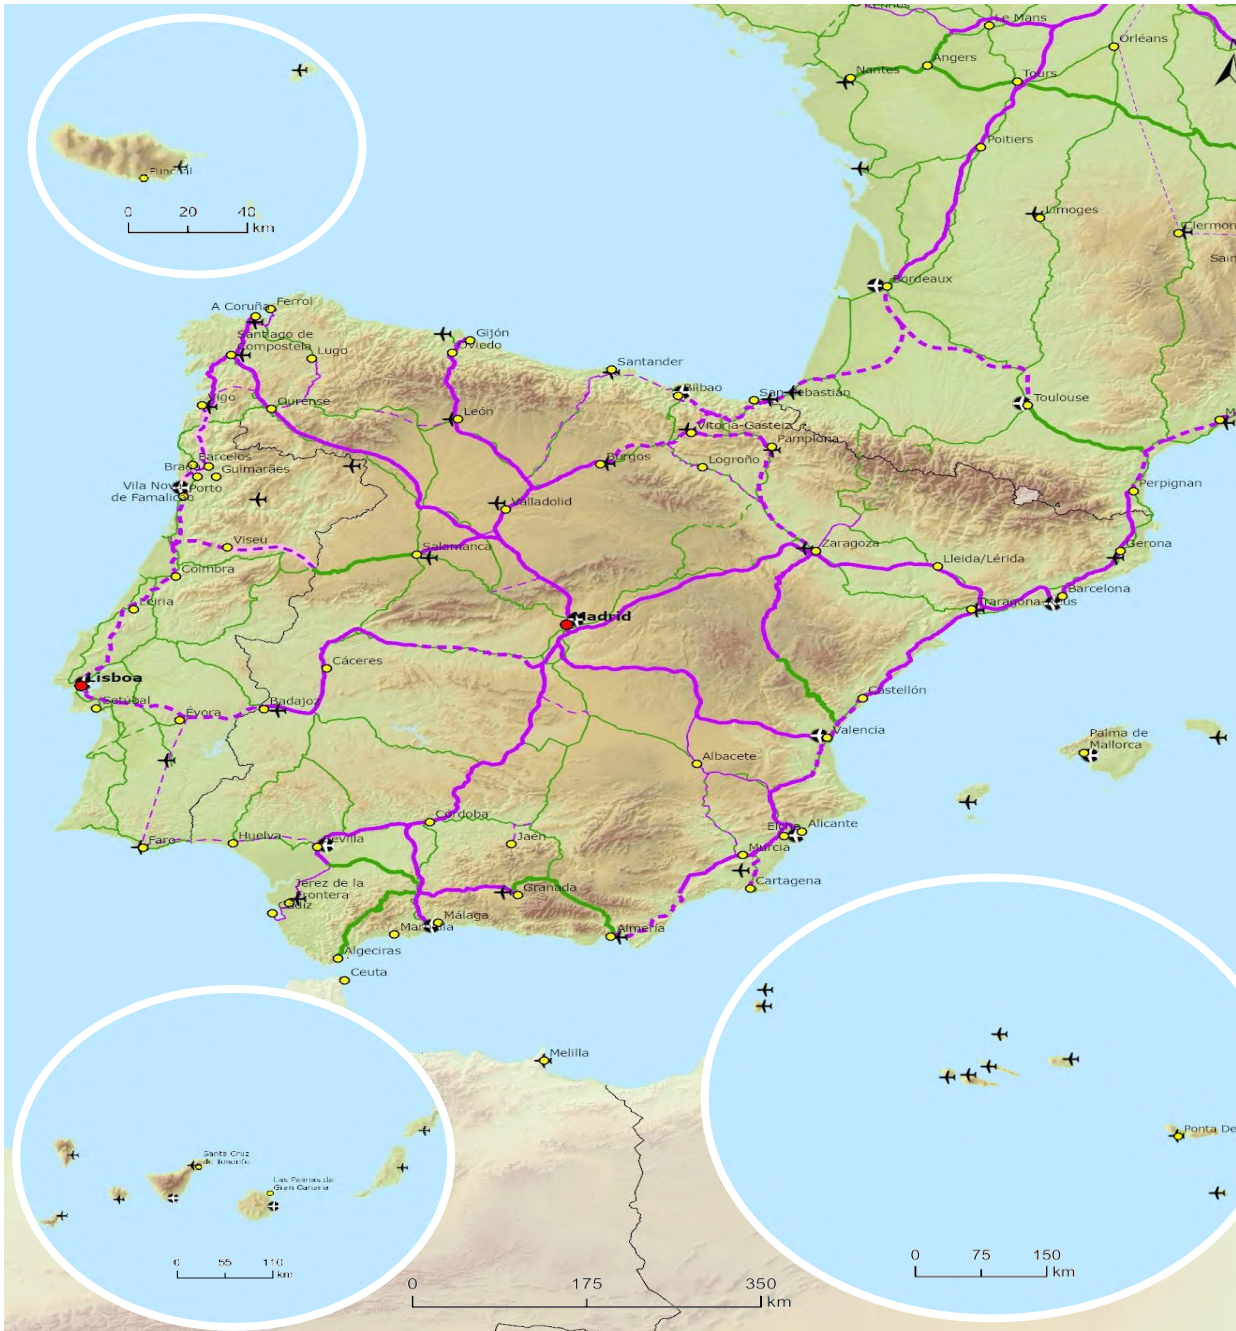 Rennes
Le Mans
Orléans
Angers
Nantes
Tours
Poitiers
Limoges
Clermon
Sain
Funchal
0 20 40
km
Bordeaux
Ferrol
A Coruña
Santiago de
Compostela
Lugo
Gijón
Oviedo
Santander
Bilbao
San Sebastián
Toulouse
M
Vigo
Ourense
León
Vitoria-Gasteiz
Pamplona
Burgos
Logroño
Barcelos
Braga
Guimarães
Vila Nova
de Famalicão
Porto
Perpignan
Valladolid
Viseu
Salamanca
Zaragoza
Gerona
Lleida/Lérida
Coimbra
Leiria
Barcelona
Tarragona-Reus
Madrid
Cáceres
Lisboa
Setúbal
Badajoz
Évora
Castellón
Valencia
Palma de
Mallorca
Albacete
Córdoba
Alicante
Elche
Faro
Huelva
Sevilla
Jaén
Murcia
Jerez de la
Frontera
Granada
Cartagena
Cádiz
Málaga
Marbella
Almería
Algeciras
Ceuta
Melilla
Santa Cruz
de Tenerife
Las Palmas de
Gran Canaria
0 55 110
km
Ponta De
0 75 150
km
0 175 350
km